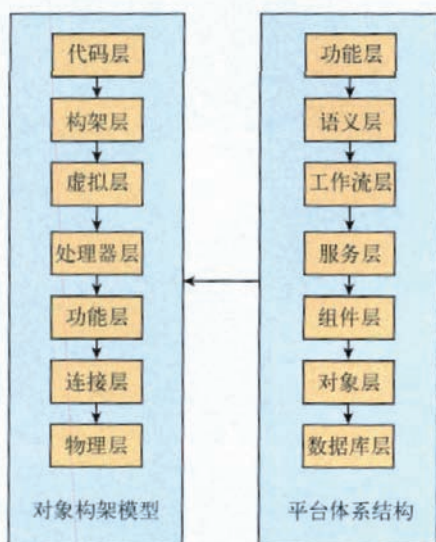 代码层
构架层
虚拟层
处理器层
功能层
连接层
物理层
对象构架模型
功能层
语义层
工作流层
服务层
组件层
对象层
数据库层
平台体系结构